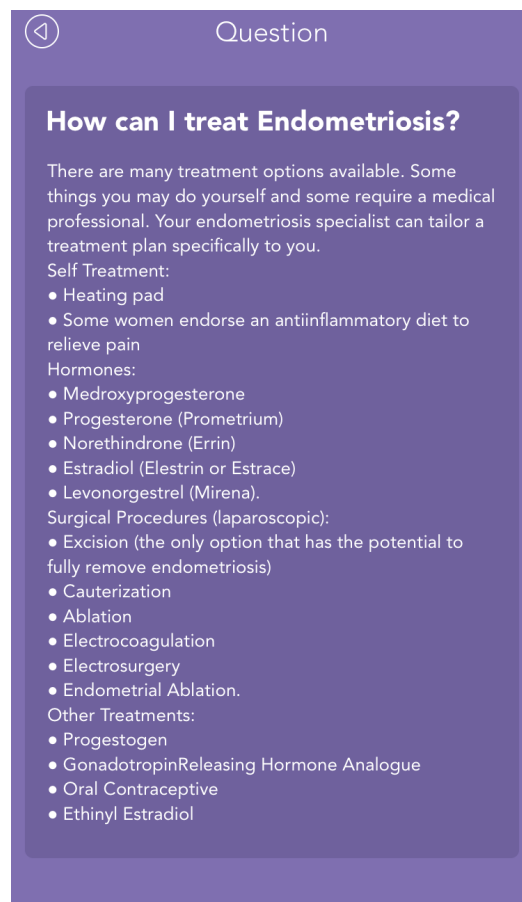 Question
How can I treat Endometriosis?
There are many treatment options available. Some
things you may do yourself and some require a medical
professional. Your endometriosis specialist can tailor a
treatment plan specifically to you.
Self Treatment:
● Heating pad
● Some women endorse an antiinflammatory diet to
relieve pain
Hormones:
● Medroxyprogesterone
● Progesterone (Prometrium)
● Norethindrone (Errin)
● Estradiol (Elestrin or Estrace)
● Levonorgestrel (Mirena).
Surgical Procedures (laparoscopic):
● Excision (the only option that has the potential to
fully remove endometriosis)
● Cauterization
● Ablation
● Electrocoagulation
● Electrosurgery
● Endometrial Ablation.
Other Treatments:
● Progestogen
● GonadotropinReleasing Hormone Analogue
● Oral Contraceptive
● Ethinyl Estradiol